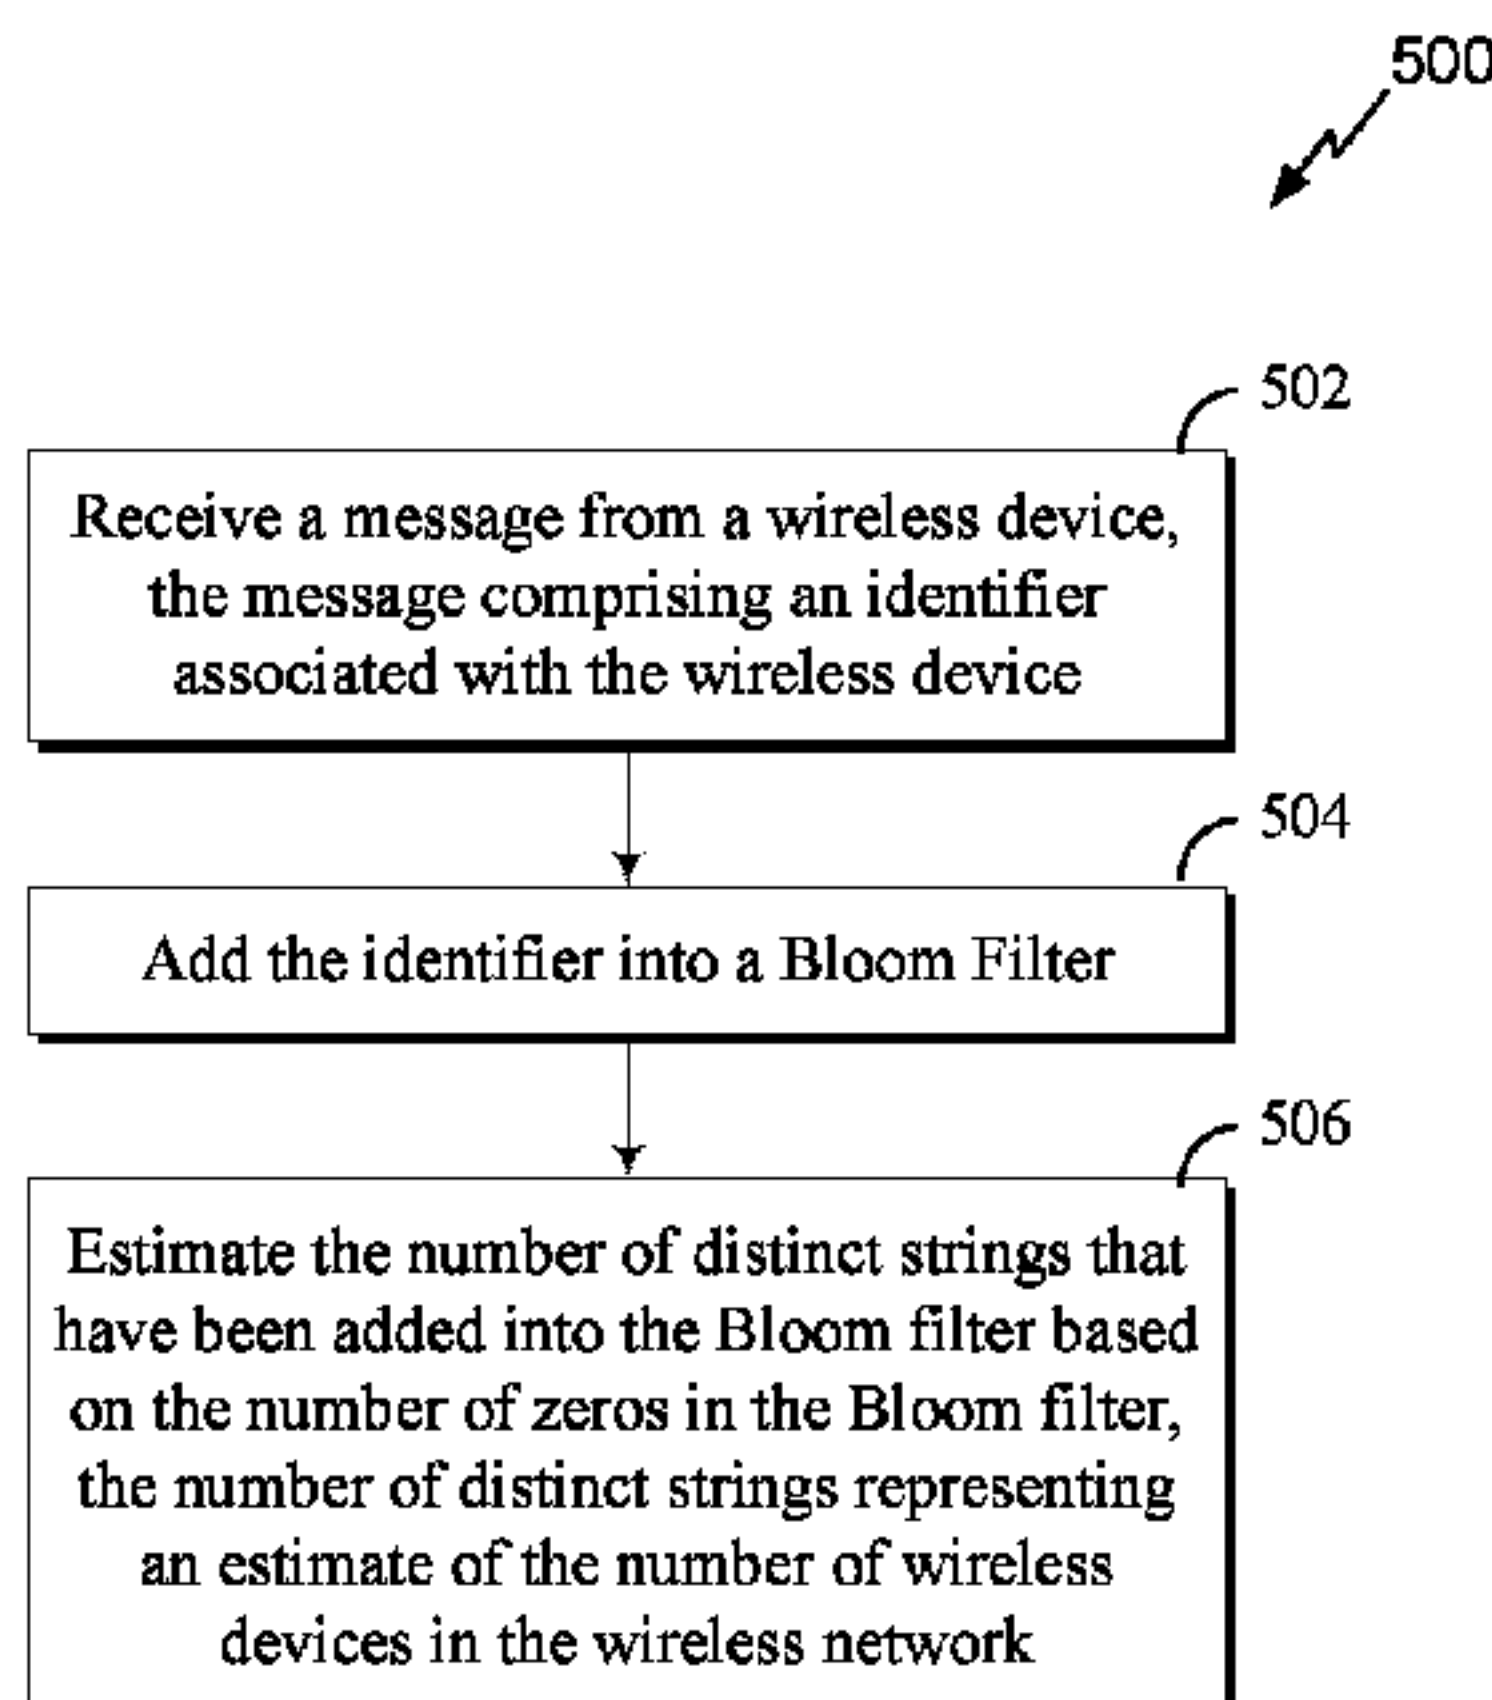 500
502
Receive a message from a wireless device,
the message comprising an identifier
associated with the wireless device
504
Add the identifier into a Bloom Filter
506
Estimate the number of distinct strings that
have been added into the Bloom filter based
on the number of zeros in the Bloom filter,
the number of distinct strings representing
an estimate of the number of wireless
devices in the wireless network